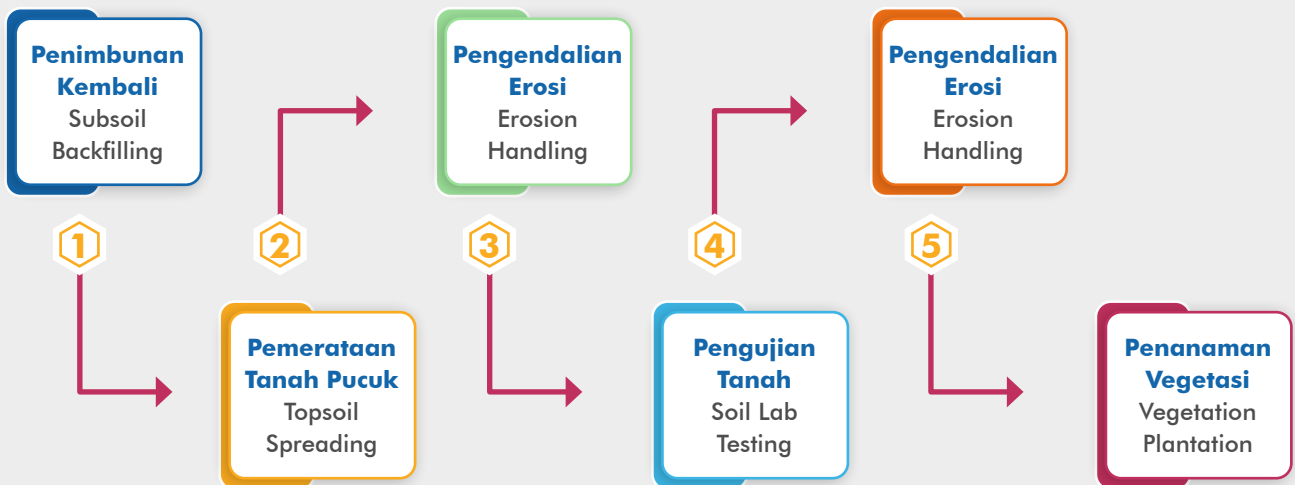 Penimbunan
Kembali
Subsoil
Backfilling
1
Pemerataan
Tanah Pucuk
Topsoil
Spreading
2
Pengendalian
Erosi
Erosion
Handling
3
Pengujian
Tanah
Soil Lab
Testing
4
Pengendalian
Erosi
Erosion
Handling
5
Penanaman
Vegetasi
Vegetation
Plantation